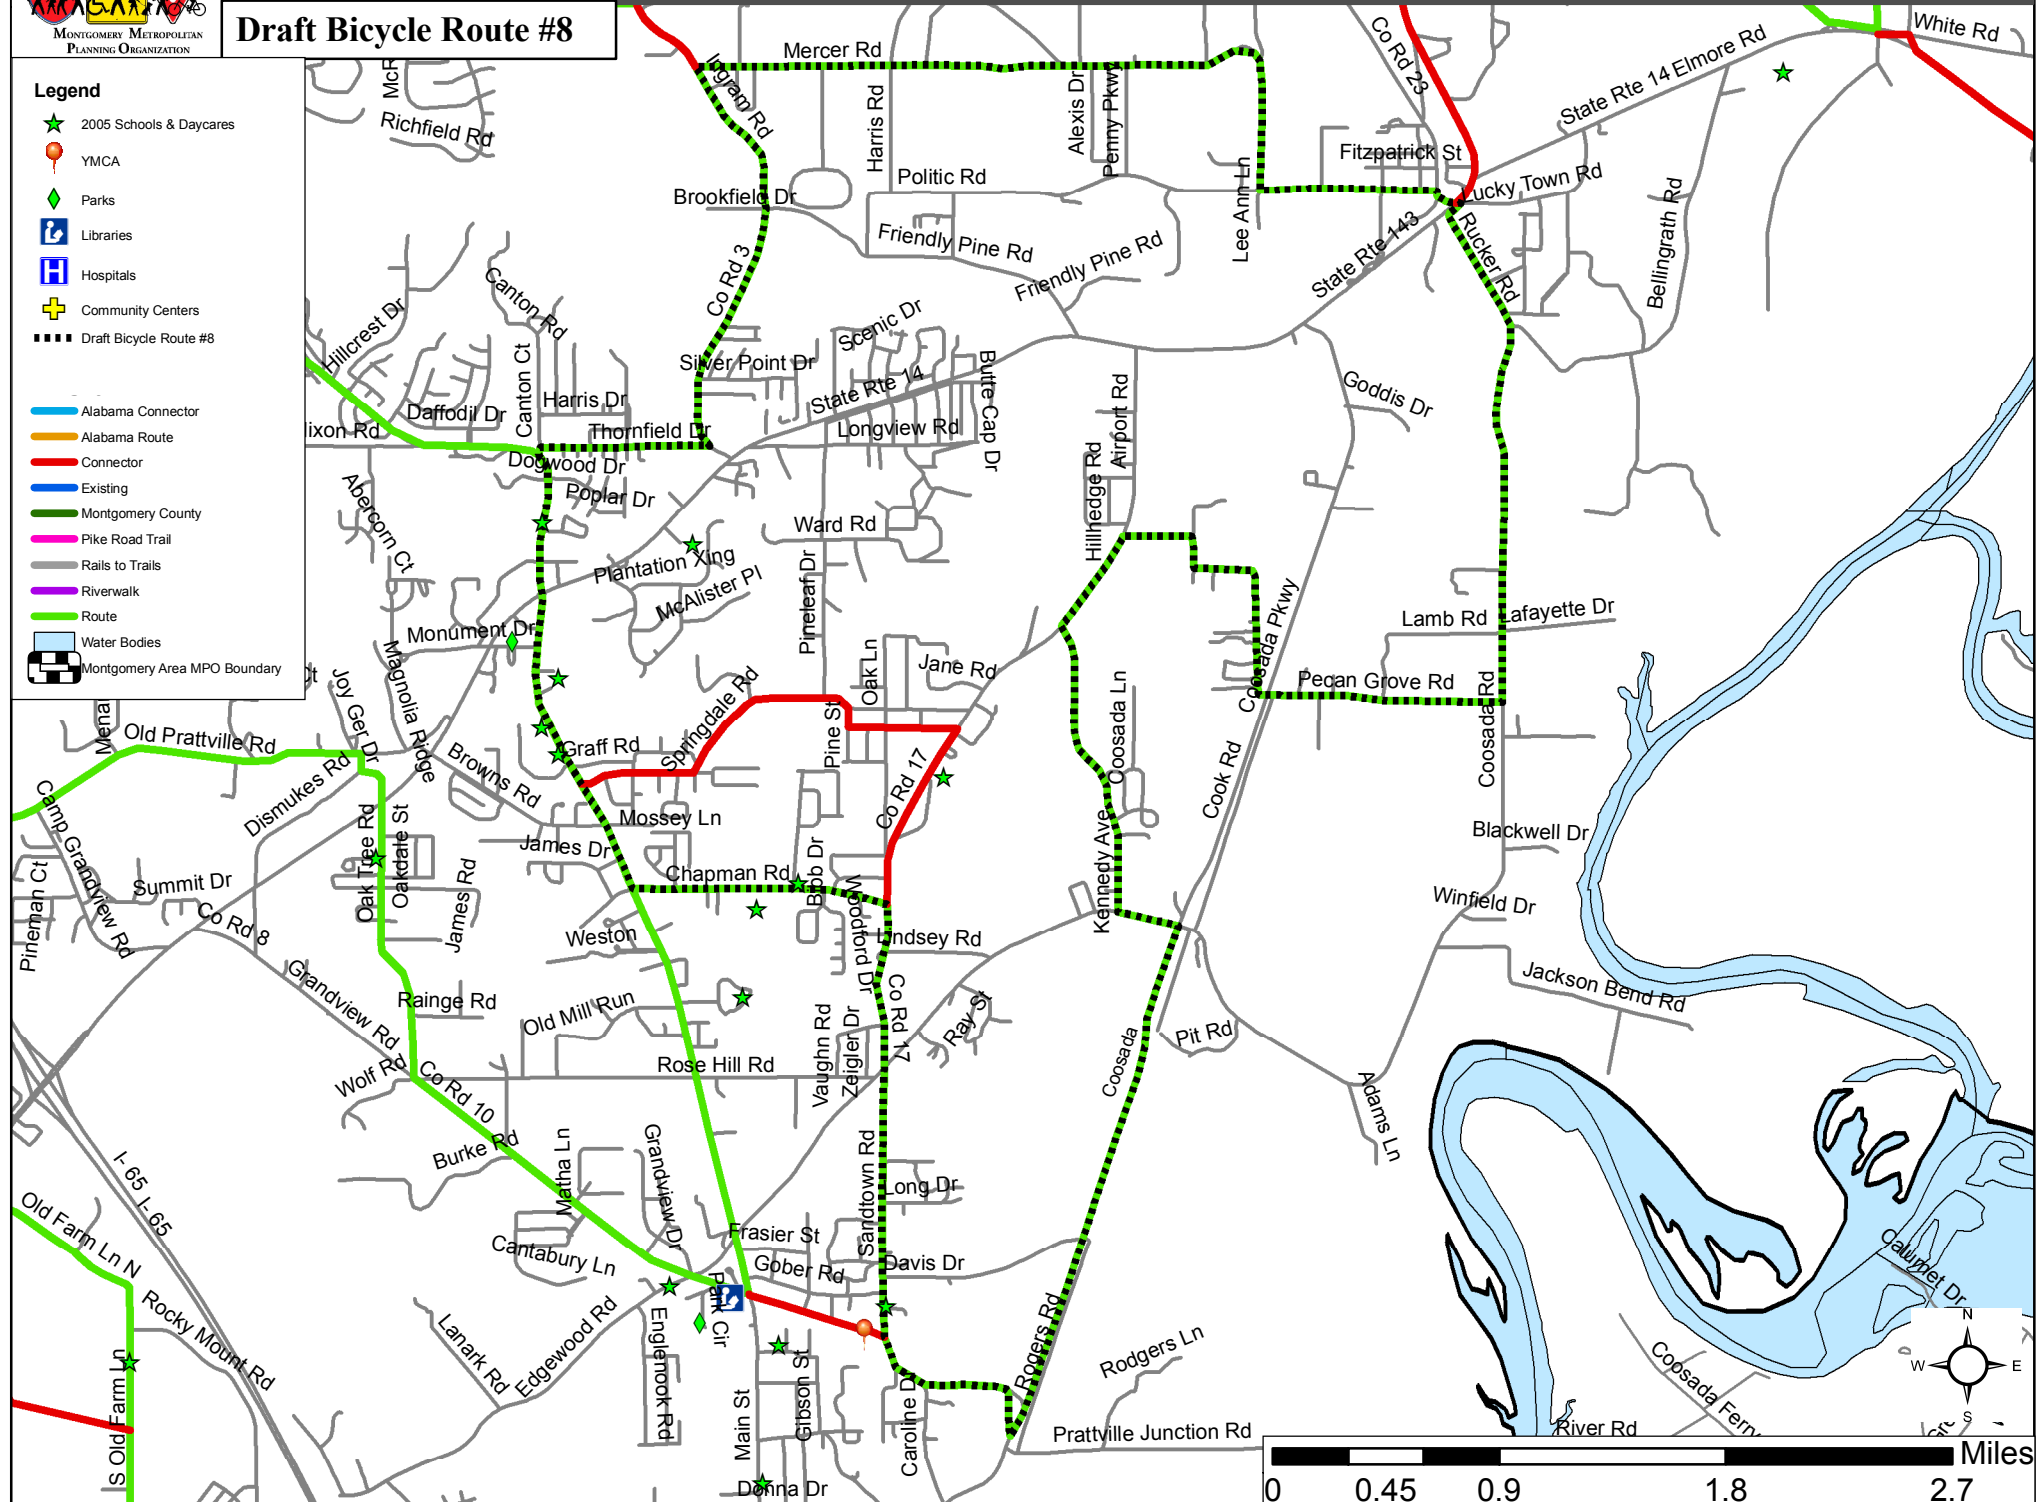 MONTGOMERY METROPOLITAN
PLANNING ORGANIZATION
Draft Bicycle Route #8
Legend
2005 Schools & Daycares
YMCA
Parks
Libraries
Hospitals
Community Centers
Draft Bicycle Route #8
Alabama Connector
Alabama Route
Connector
Existing
Montgomery County
Pike Road Trail
Rails to Trails
Riverwalk
Route
Water Bodies
Montgomery Area MPO Boundary
Mercer Rd
Co Rd 23
State Rte 14 Elmore Rd
White Rd
McR
Richfield Rd
Ingram Rd
Harris Rd
Alexis Dr
Penny Pkwy
Fitzpatrick St
Lucky Town Rd
Politic Rd
Brookfield Dr
Lee Ann Ln
Friendly Pine Rd
Friendly Pine Rd
State Rte 143
Rucker Rd
Bellingrath Rd
Co Rd 3
Canton Rd
Hillcrest Dr
Scenic Dr
Silver Point Dr
State Rte 14
Butte Cap Dr
Airport Rd
Goddis Dr
Canton Ct
Harris Dr
Daffodil Dr
ixon Rd
Thornfield Dr
Longview Rd
Dogwood Dr
Poplar Dr
Abercorn Ct
Hillhedge Rd
Ward Rd
Plantation Xing
McAlister Pl
Pineleaf Dr
Coosada Pkwy
Lamb Rd
Lafayette Dr
Monument Dr
Magnolia Ridge
Joy Ger Dr
ct
Oak Ln
Jane Rd
Pecan Grove Rd
Coosada Rd
Coosada Ln
Springdale Rd
Pine St
Menal
Old Prattville Rd
Graff Rd
Browns Rd
Dismukes Rd
Co Rd 17
Cook Rd
Camp Grandview Rd
Oak Tree Rd
Oakdale St
Mossey Ln
James Dr
Blackwell Dr
Kennedy Ave
Chapman Rd
Bibb Dr
Woodford Dr
Pineman Ct
Summit Dr
James Rd
Winfield Dr
Co Rd 8
Weston
Lindsey Rd
Grandview Rd
Rainge Rd
Old Mill Run
Co Rd 17
Ray St
Jackson Bend Rd
Vaughn Rd
Zeigler Dr
Pit Rd
Coosada
Wolf Rd
Rose Hill Rd
Co Rd 10
Adams Ln
Burke Rd
Matha Ln
Grandview Dr
Sandtown Rd
Long Dr
I- 65 I- 65
Old Farm Ln N
Cantabury Ln
Frasier St
Gober Rd
Davis Dr
Calumet Dr
Park Cir
Rocky Mount Rd
Lanark Rd
Edgewood Rd
Englenook Rd
Rogers Rd
Rodgers Ln
Coosada Ferry
S Old Farm Ln
Main St
Gibson St
Caroline D
Prattville Junction Rd
River Rd
Donna Dr
N
W E
S
Miles
0 0.45 0.9 1.8 2.7